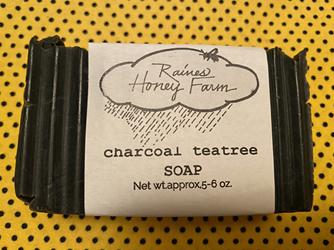 Raines
Honey Farm
charcoal teatree
SOAP
Net wt.approx.5-6 oz.